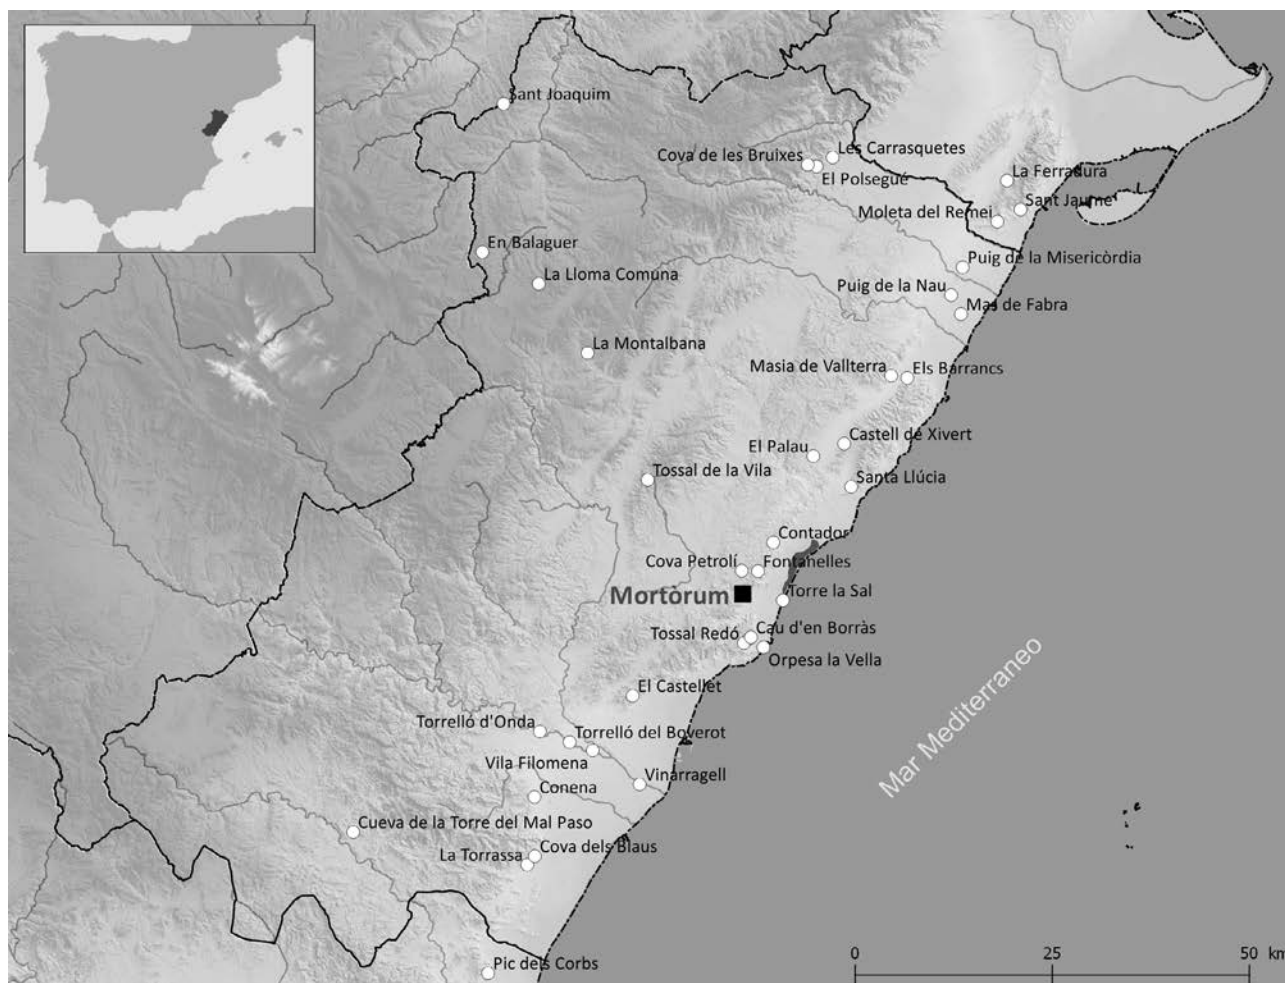 Sant Joaquim
Les Carrasquetes
Cova de les Bruixes
El Polsegué
La Ferradura
Sant Jaume
Moleta del Remei
En Balaguer
Puig de la Misericòrdia
La Lloma Comuna
Puig de la Nau
Mas de Fabra
La Montalbana
Masia de Vallterra
Els Barrancs
Castell de Xivert
El Palau
Tossal de la Vila
Santa Llúcia
Contador
Cova Petrolí
Fontanelles
Mortòrum
Torre la Sal
Cau d'en Borràs
Tossal Redó
Orpesa la Vella
El Castellet
Mar Mediterraneo
Torrelló d'Onda
Torrelló del Boverot
Vila Filomena
Vinarragell
Conena
Cueva de la Torre del Mal Paso
Cova dels Blaus
La Torrassa
Pic dels Corbs
0 25 50 km